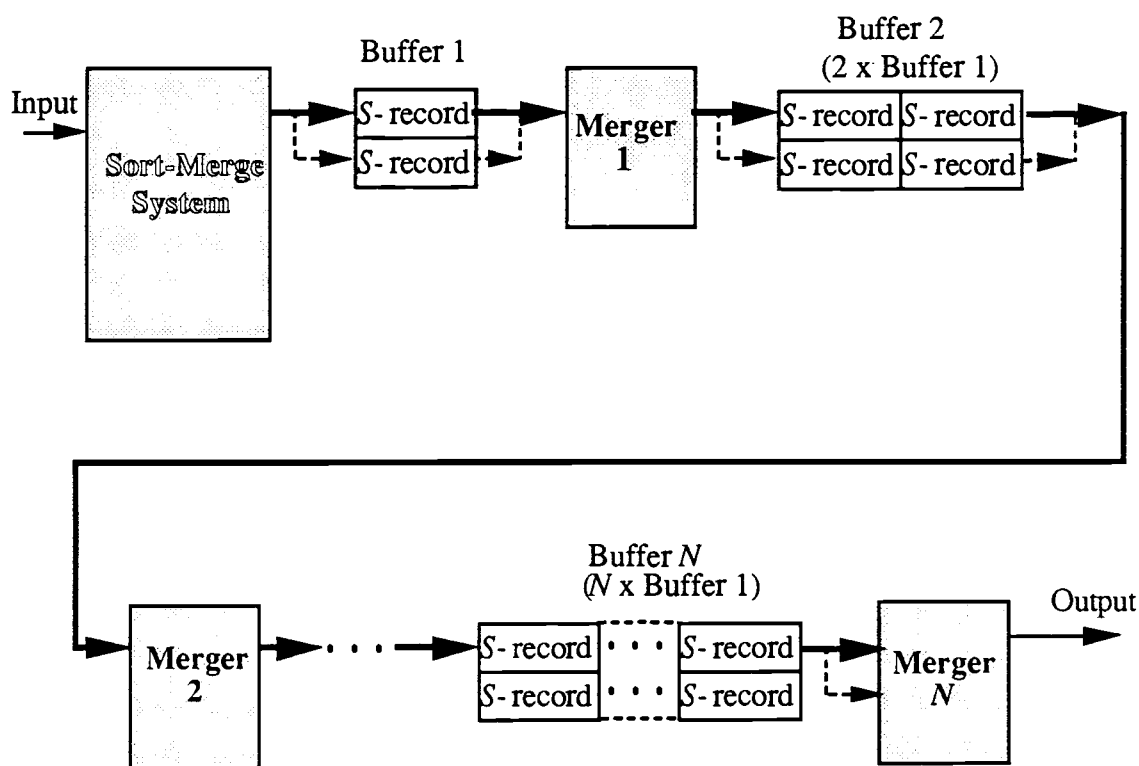 Buffer 1
Buffer 2
(2 x Buffer 1)
Input
S- record
S- record
Merger
1
S- record S- record
S- record S- record
Sort-Merge
System
Buffer N
(N x Buffer 1)
Output
Merger
2
. . .
S- record . . . S- record
S- record . . . S- record
Merger
N